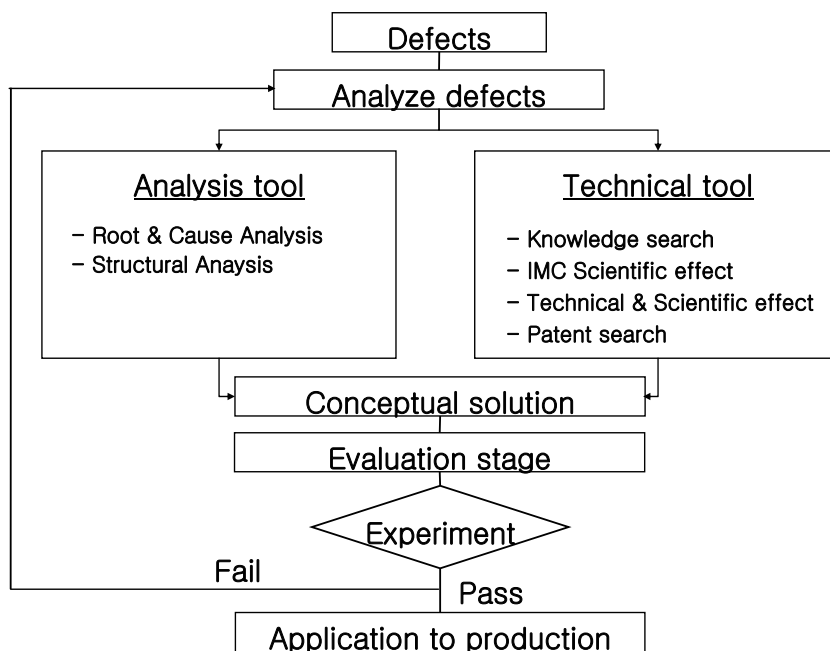 Defects
Analyze defects
Analysis tool
- Root & Cause Analysis
- Structural Anaysis
Technical tool
- Knowledge search
- IMC Scientific effect
- Technical & Scientific effect
- Patent search
Conceptual solution
Evaluation stage
Experiment
Fail
Pass
Application to production